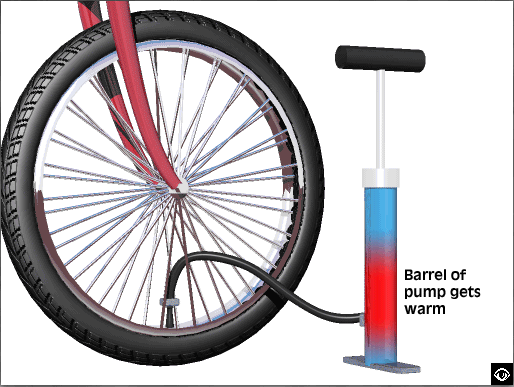 Barrel of
pump gets
warm